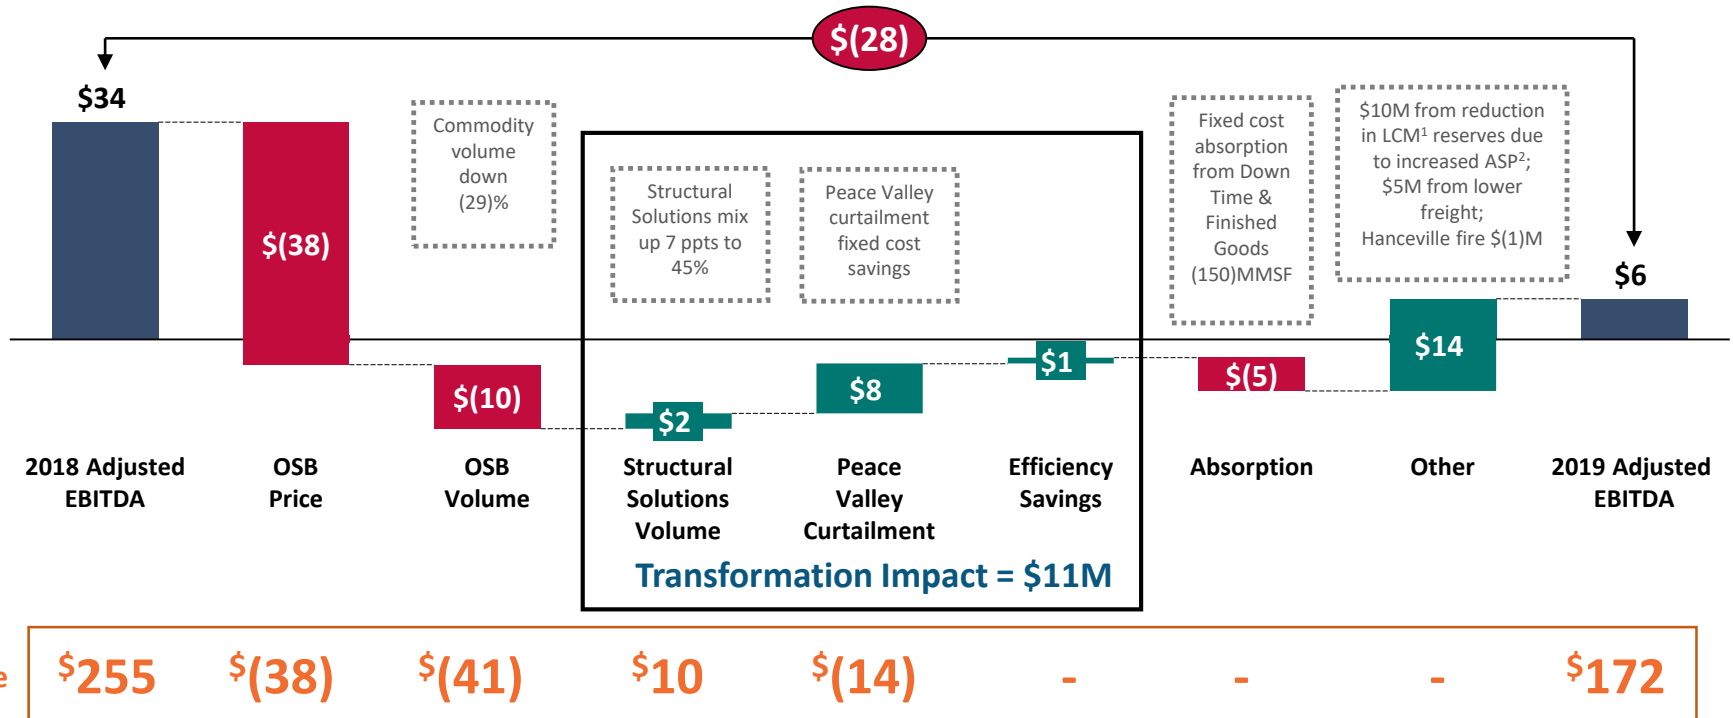 $(28)
$34
$(38)
Commodity
volume
down
(29)%
$(10)
Structural
Solutions mix
up 7 ppts to
45%
$2
Peace Valley
curtailment
fixed cost
savings
$8
$1
Fixed cost
absorption
from Down
Time &
Finished
Goods
(150)MMSF
$(5)
$10M from reduction
in LCM¹ reserves due
to increased ASP²;
$5M from lower
freight;
Hanceville fire $(1)M
$14
$6
2018 Adjusted
EBITDA
OSB
Price
OSB
Volume
Structural
Solutions
Volume
Peace
Valley
Curtailment
Efficiency
Savings
Absorption
Other
2019 Adjusted
EBITDA
Transformation Impact = $11M
$255 $(38) $(41) $10 $(14) - - - $172